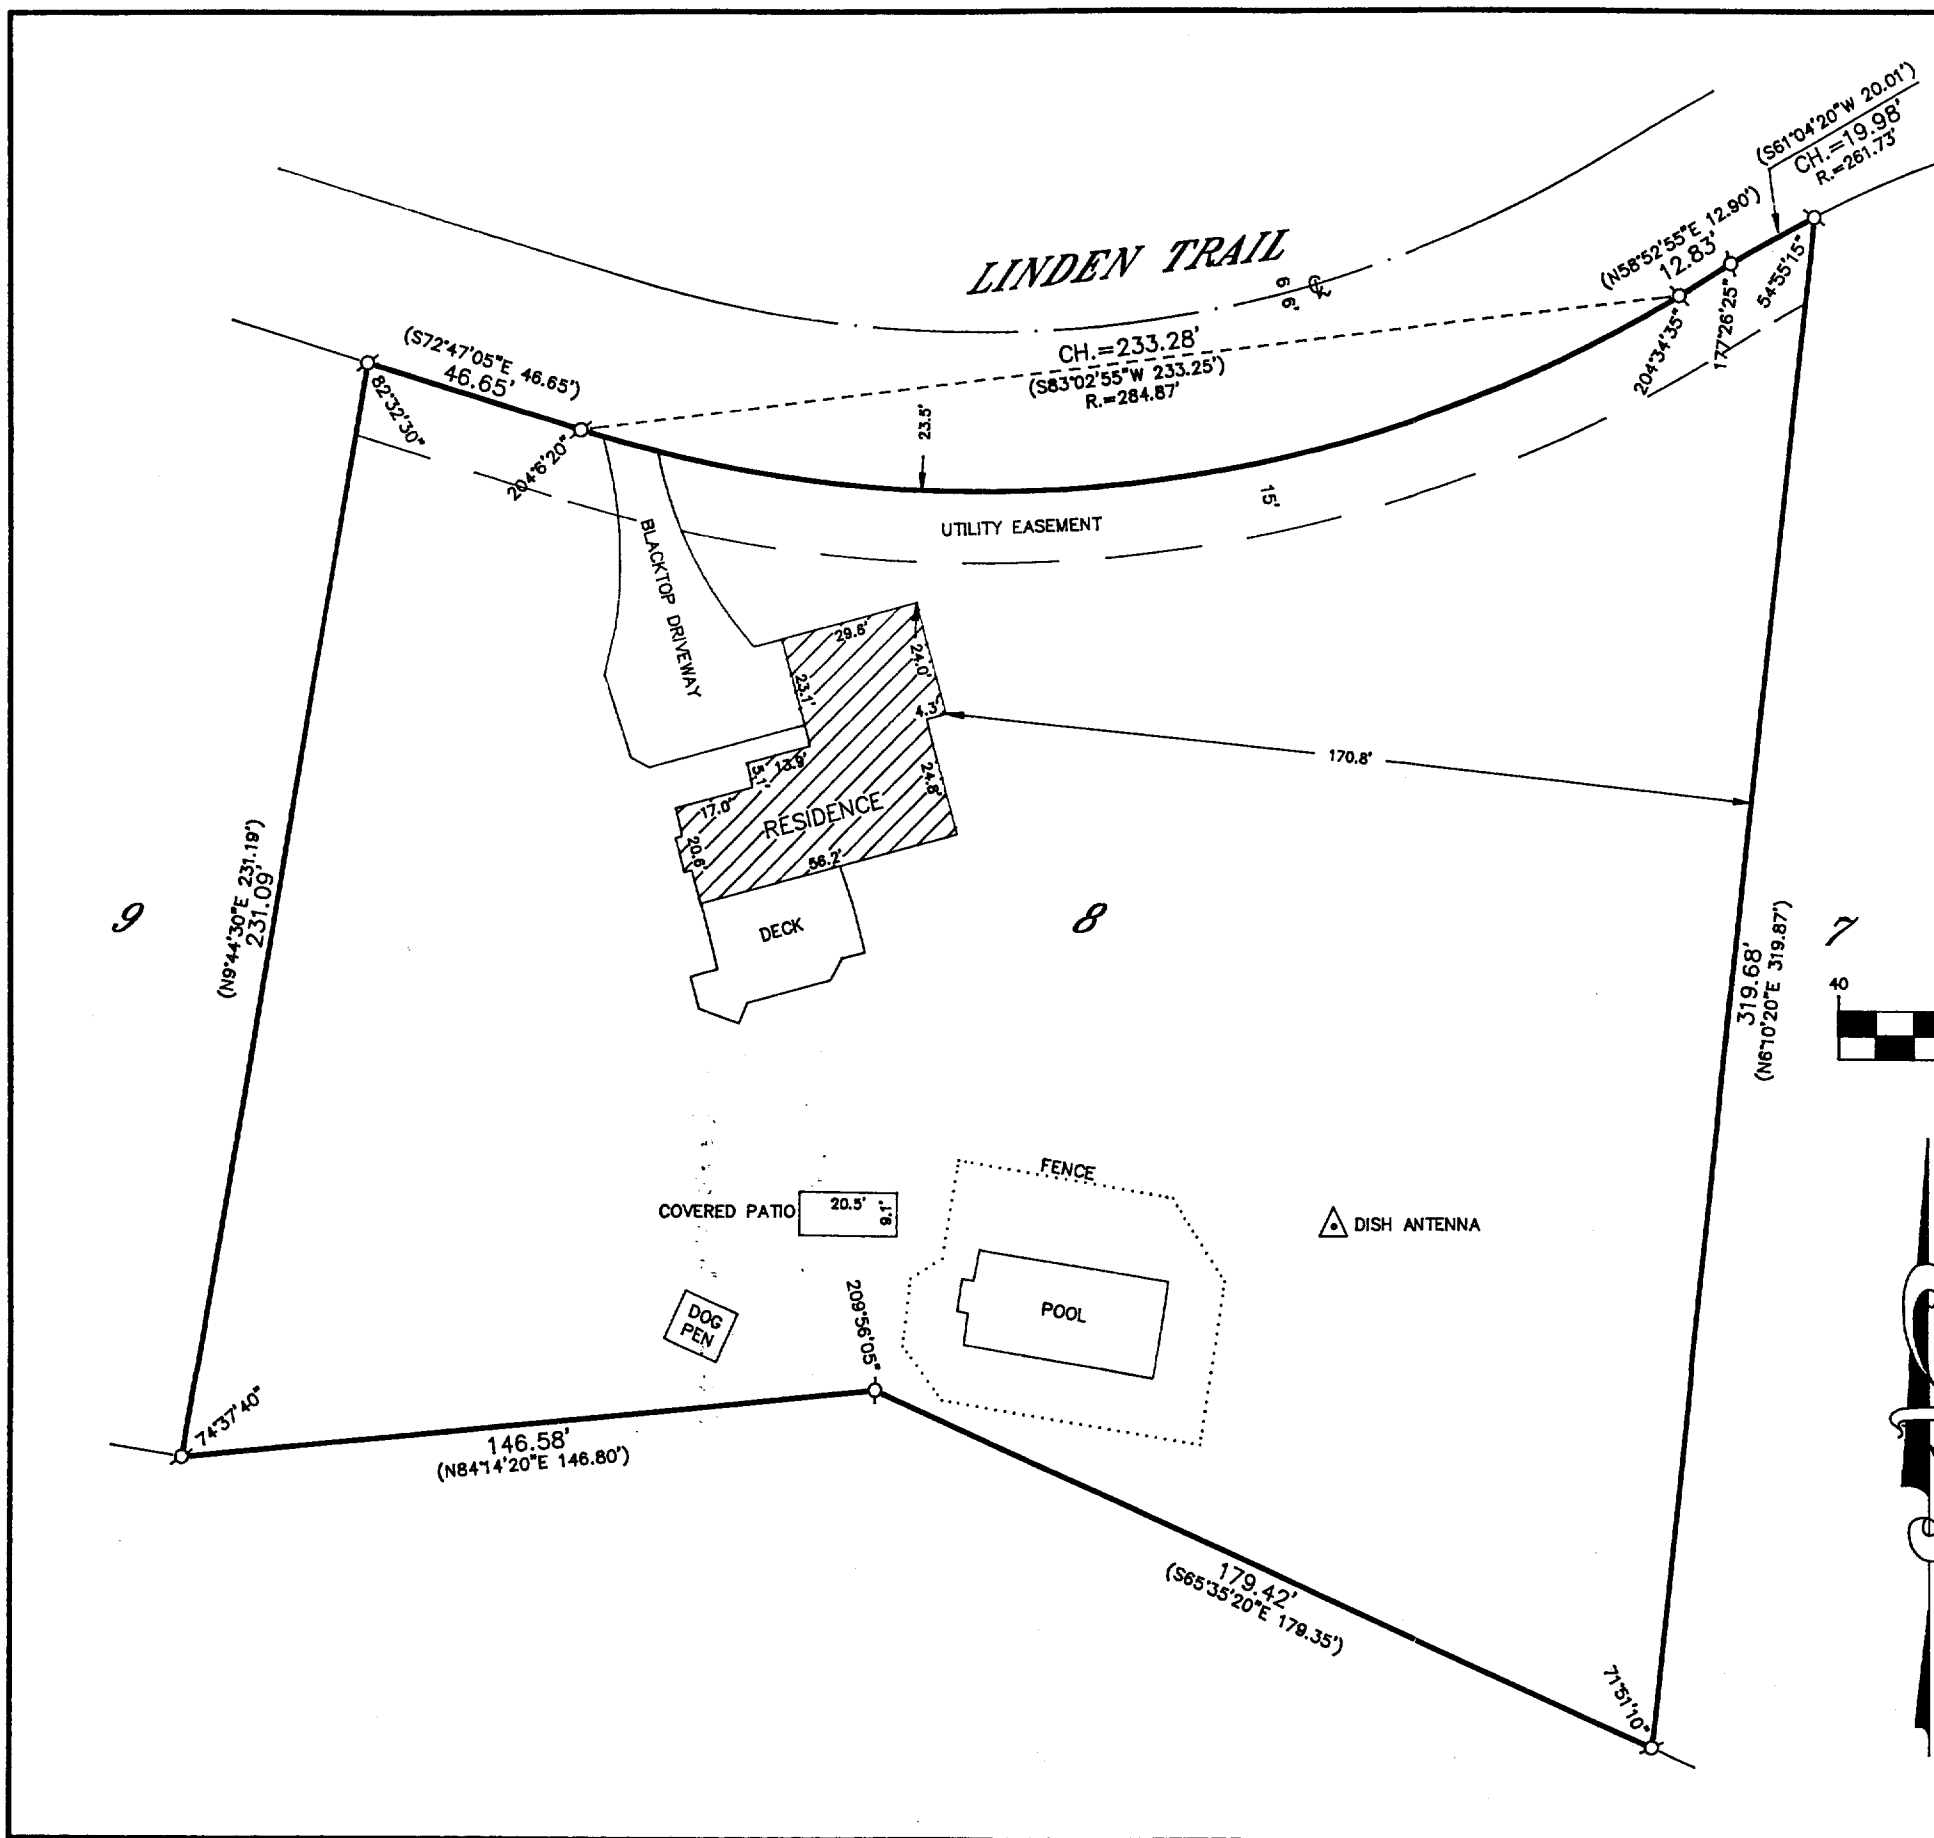 (S61°04'20"W 20.01')
CH.=19.98'
R.=261.73'
(N58°52'55"E 12.90')
12.83'
54°55'15"
177°26'25"
204°34'35"
LINDEN TRAIL
6 6'
CH.=233.28'
(S83°02'55"W 233.25')
R.=284.87'
(S72°47'05"E 46.65')
46.65'
82°32'30"
204°6'20"
23.5'
15'
UTILITY EASEMENT
BLACKTOP DRIVEWAY
29.6'
24.0'
23.1'
4.3'
170.8'
5.1'
13.9'
24.8'
17.0'
RESIDENCE
20.6'
56.2'
DECK
(N9°44'30"E 231.19')
231.09'
9
8
7
319.68'
(N6°10'20"E 319.87')
40
FENCE
COVERED PATIO
20.5'
9.1'
DISH ANTENNA
209°56'05"
POOL
DOG
PEN
74°37'40"
146.58'
(N84°14'20"E 146.80')
179.42'
(S65°35'20"E 179.35')
71°51'10"